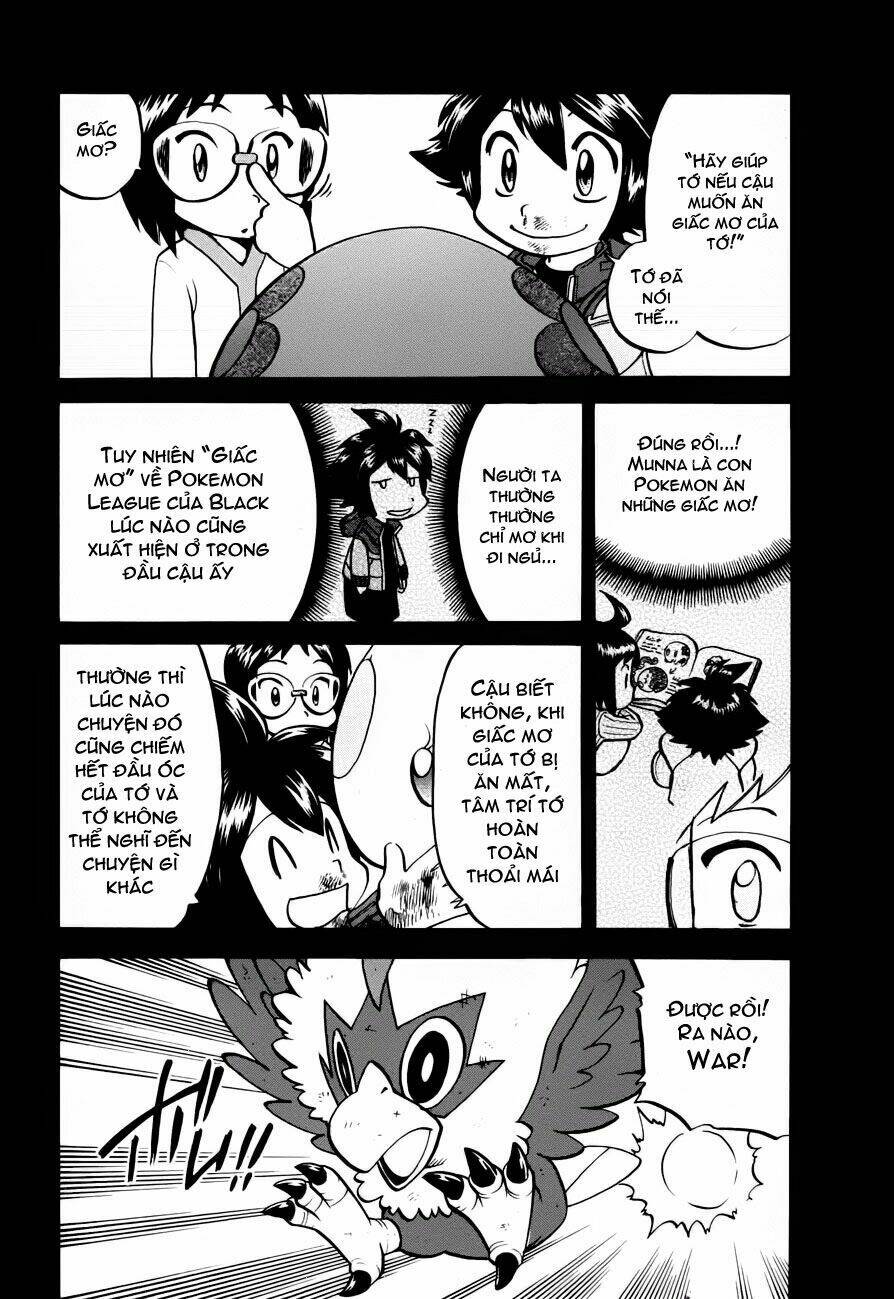 "HÃY GIÚP
TỚ NẾU CẬU
MUỐN ĂN
GIẤC MƠ CỦA
TỚ!"
TỚ ĐÃ
NÓI
THẾ...
GIẤC
MƠ?
ĐÚNG RỒI...!
MUNNA LÀ CON
POKEMON ĂN
NHỮNG GIẤC MƠ!
NGƯỜI TA
THƯỜNG
THƯỜNG
CHỈ MƠ KHI
ĐI NGỦ...
ZZZ
TUY NHIÊN "GIẤC
MƠ" VỀ POKEMON
LEAGUE CỦA BLACK
LÚC NÀO CŨNG
XUẤT HIỆN Ở TRONG
ĐẦU CẬU ẤY
CẬU BIẾT
KHÔNG, KHI
GIẤC MƠ
CỦA TỚ BỊ
ĂN MẤT,
TÂM TRÍ TỚ
HOÀN
TOÀN
THOẢI MÁI
THƯỜNG THÌ
LÚC NÀO
CHUYỆN ĐÓ
CŨNG CHIẾM
HẾT ĐẦU ÓC
CỦA TỚ VÀ
TỚ KHÔNG
THỂ NGHĨ ĐẾN
CHUYỆN GÌ
KHÁC
ĐƯỢC RỒI!
RA NÀO,
WAR!
ボム!!